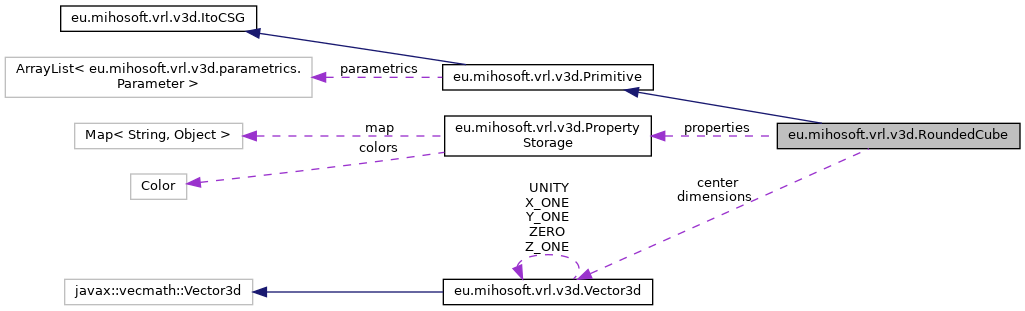 eu.mihosoft.vrl.v3d.ItoCSG
ArrayList< eu.mihosoft.vrl.v3d.parametrics.
Parameter >
parametrics
eu.mihosoft.vrl.v3d.Primitive
Map< String, Object >
map
colors
eu.mihosoft.vrl.v3d.Property
Storage
properties
eu.mihosoft.vrl.v3d.RoundedCube
Color
center
dimensions
UNITY
X_ONE
Y_ONE
ZERO
Z_ONE
javax::vecmath::Vector3d
eu.mihosoft.vrl.v3d.Vector3d